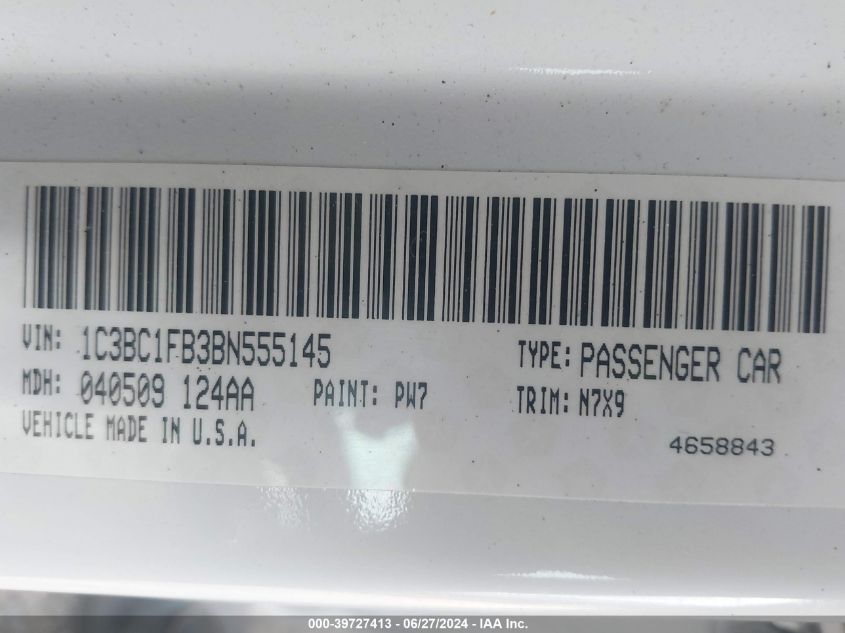 VIN: 1C3BC1FB3BN555145 TYPE: PASSENGER CAR
MDH: 040509 124AA PAINT: PW7 TRIM: N7X9
VEHICLE MADE IN U.S.A. 4658843
000-39727413 - 06/27/2024 - IAA Inc.